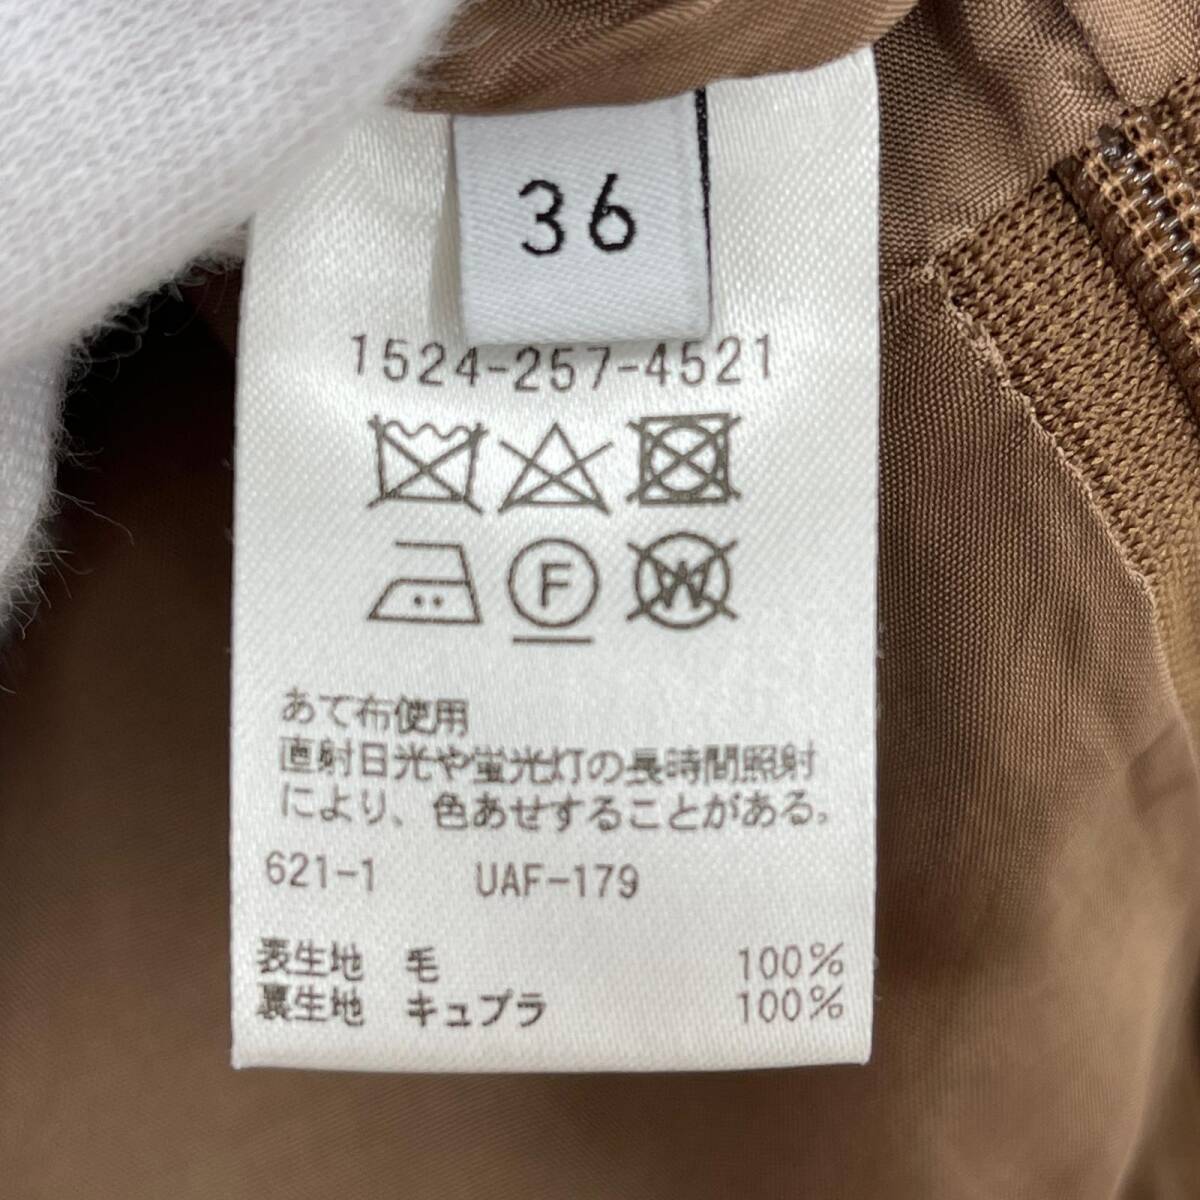 36
1524-257-4521
F
W
あて布使用
直射日光や蛍光灯の長時間照射
により、色あせすることがある。
621-1 UAF-179
表生地 毛 100%
裏生地 キュプラ 100%